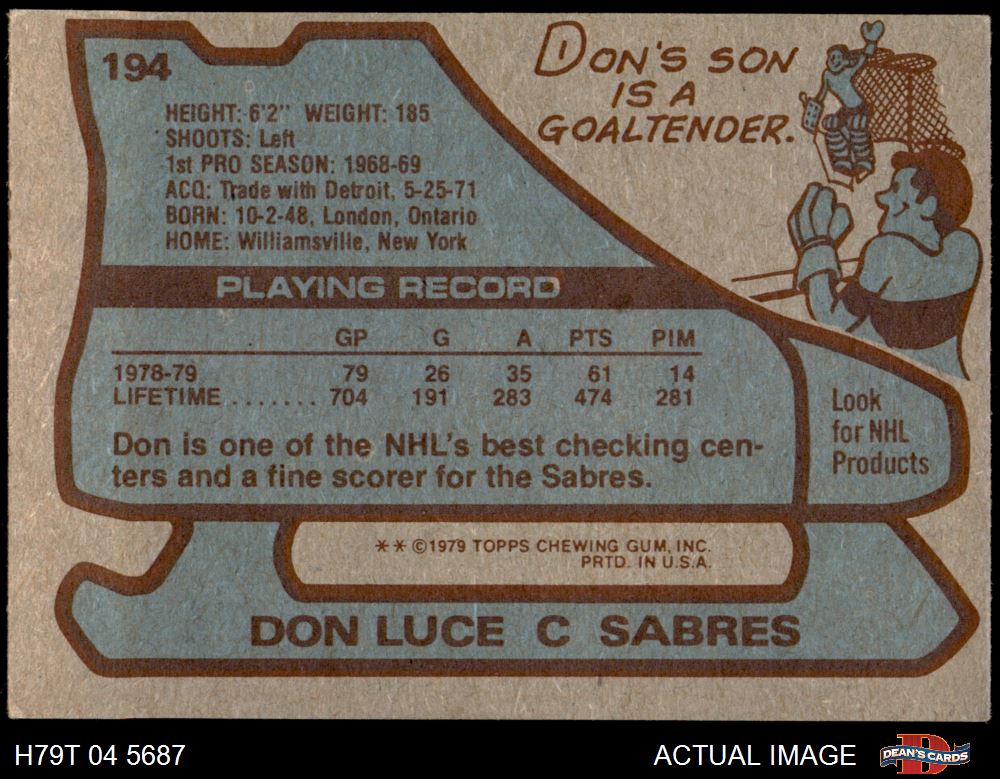 194
DON'S SON
IS A
GOALTENDER.
HEIGHT: 6'2" WEIGHT: 185
SHOOTS: Left
1st PRO SEASON: 1968-69
ACQ: Trade with Detroit, 5-25-71
BORN: 10-2-48, London, Ontario
HOME: Williamsville, New York
PLAYING RECORD
GP G A PTS PIM
1978-79 79 26 35 61 14
LIFETIME ....... 704 191 283 474 281
Don is one of the NHL's best checking cen-
ters and a fine scorer for the Sabres.
Look
for NHL
Products
** ©1979 TOPPS CHEWING GUM, INC.
PRTD. IN U.S.A.
DON LUCE C SABRES
H79T 04 5687
ACTUAL IMAGE
DEAN'S CARDS